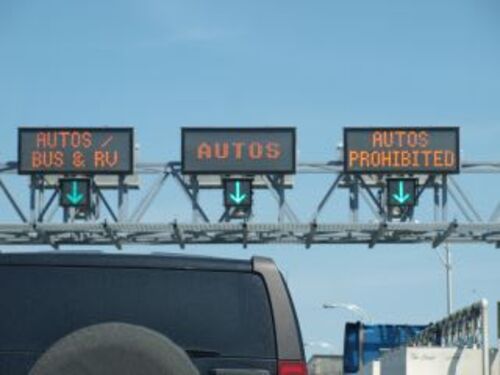 AUTOS /
BUS & RV
AUTOS
AUTOS
PROHIBITED